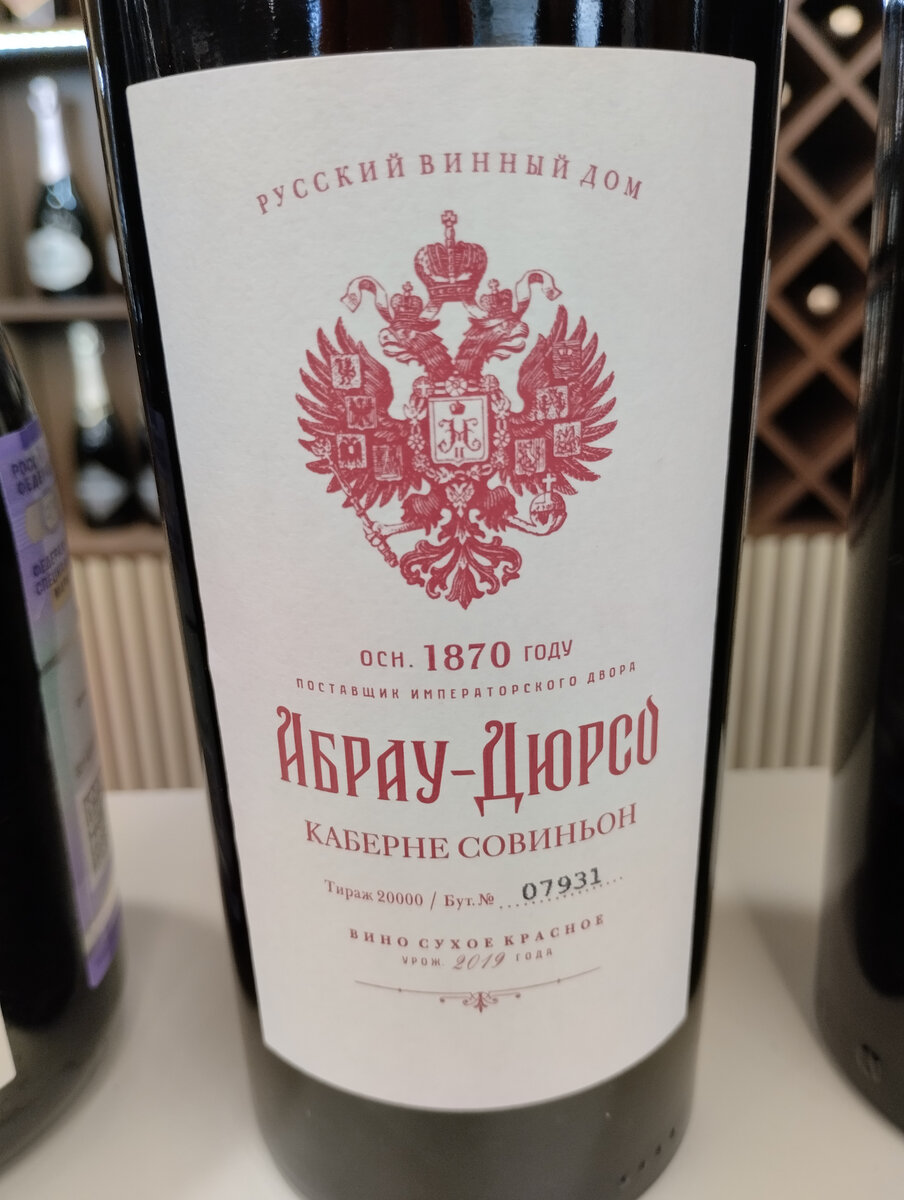 РУССКИЙ ВИННЫЙ ДОМ
II
ОСН. 1870 ГОДУ
ПОСТАВЩИК ИМПЕРАТОРСКОГО ДВОРА
АБРАУ-ДЮРСО
КАБЕРНЕ СОВИНЬОН
Тираж 20000 / Бут. № 07931
ВИНО СУХОЕ КРАСНОЕ
УРОЖ. 2019 ГОДА